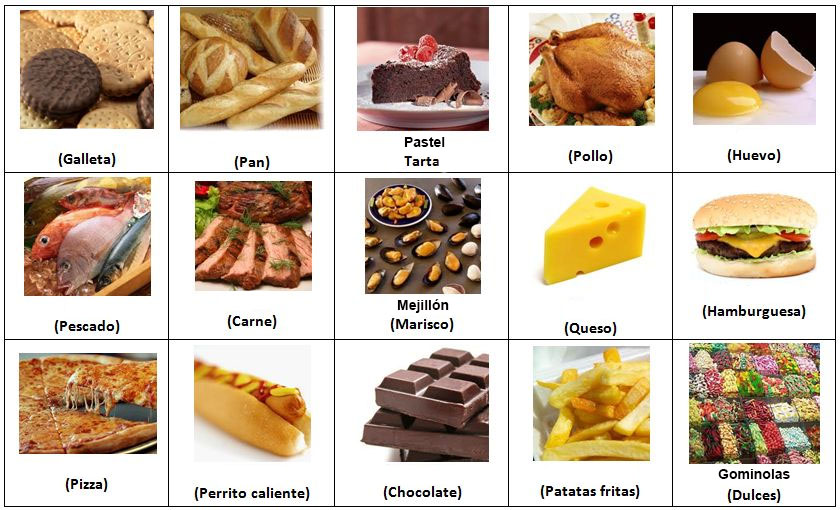 (Galleta)
(Pan)
Pastel
Tarta
(Pollo)
(Huevo)
(Pescado)
(Carne)
Mejillón
(Marisco)
(Queso)
(Hamburguesa)
(Pizza)
(Perrito caliente)
(Chocolate)
(Patatas fritas)
Gominolas
(Dulces)